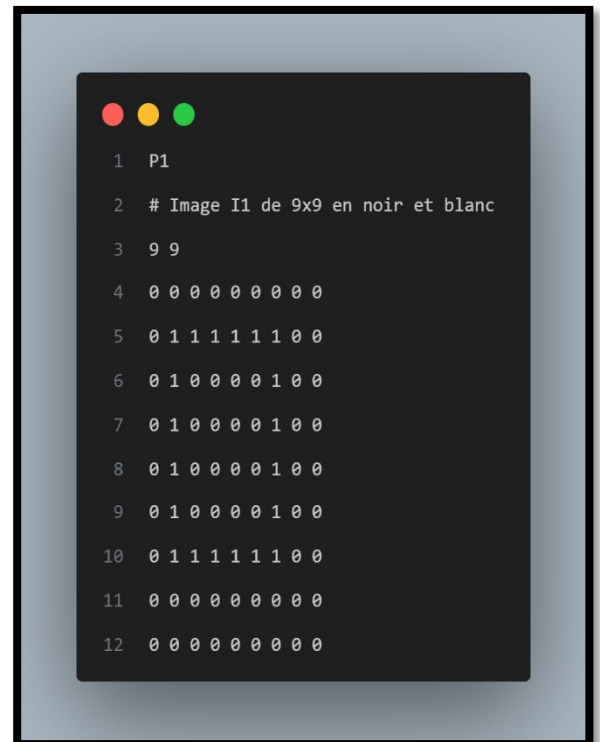 1 P1
2 # Image I1 de 9x9 en noir et blanc
3 9 9
4 0 0 0 0 0 0 0 0 0
5 0 1 1 1 1 1 1 0 0
6 0 1 0 0 0 0 1 0 0
7 0 1 0 0 0 0 1 0 0
8 0 1 0 0 0 0 1 0 0
9 0 1 0 0 0 0 1 0 0
10 0 1 1 1 1 1 1 0 0
11 0 0 0 0 0 0 0 0 0
12 0 0 0 0 0 0 0 0 0